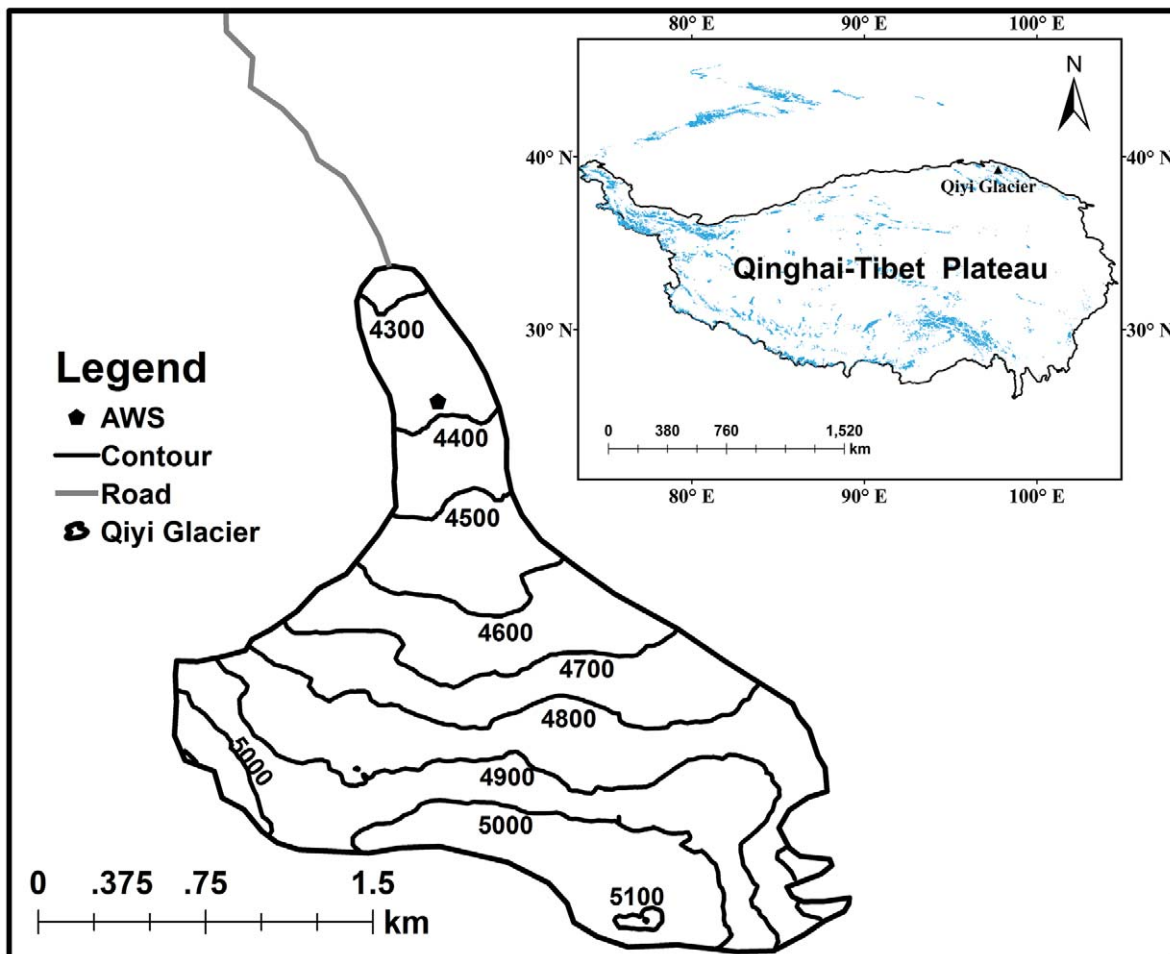 80° E 90° E 100° E
N
40° N 40° N
Qiyi Glacier
Qinghai-Tibet Plateau
30° N 30° N
0 380 760 1,520
km
80° E 90° E 100° E
4300
Legend
AWS
Contour
Road
Qiyi Glacier
4400
4500
4600
4700
4800
4900
5000
5000
5100
0 .375 .75 1.5
km